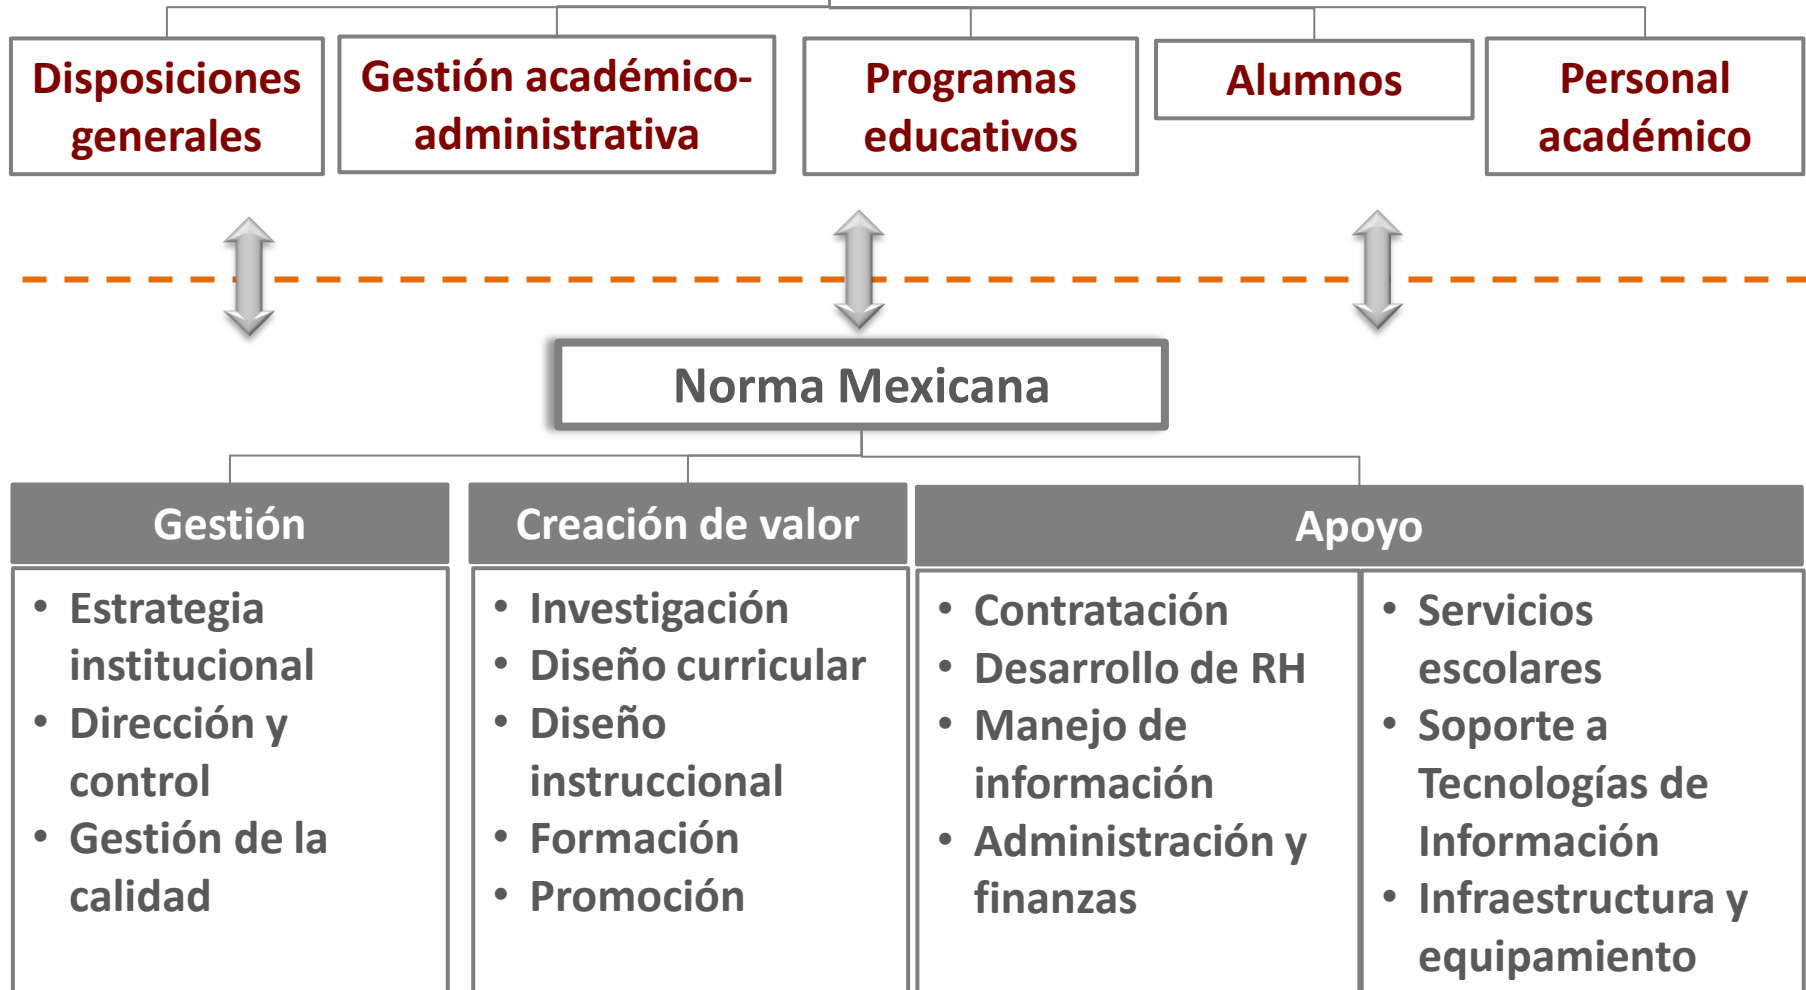 Disposiciones
generales
Gestión académico-
administrativa
Programas
educativos
Alumnos
Personal
académico
Norma Mexicana
Gestión
• Estrategia
institucional
• Dirección y
control
• Gestión de la
calidad
Creación de valor
• Investigación
• Diseño curricular
• Diseño
instruccional
• Formación
• Promoción
Apoyo
• Contratación
• Desarrollo de RH
• Manejo de
información
• Administración y
finanzas
• Servicios
escolares
• Soporte a
Tecnologías de
Información
• Infraestructura y
equipamiento